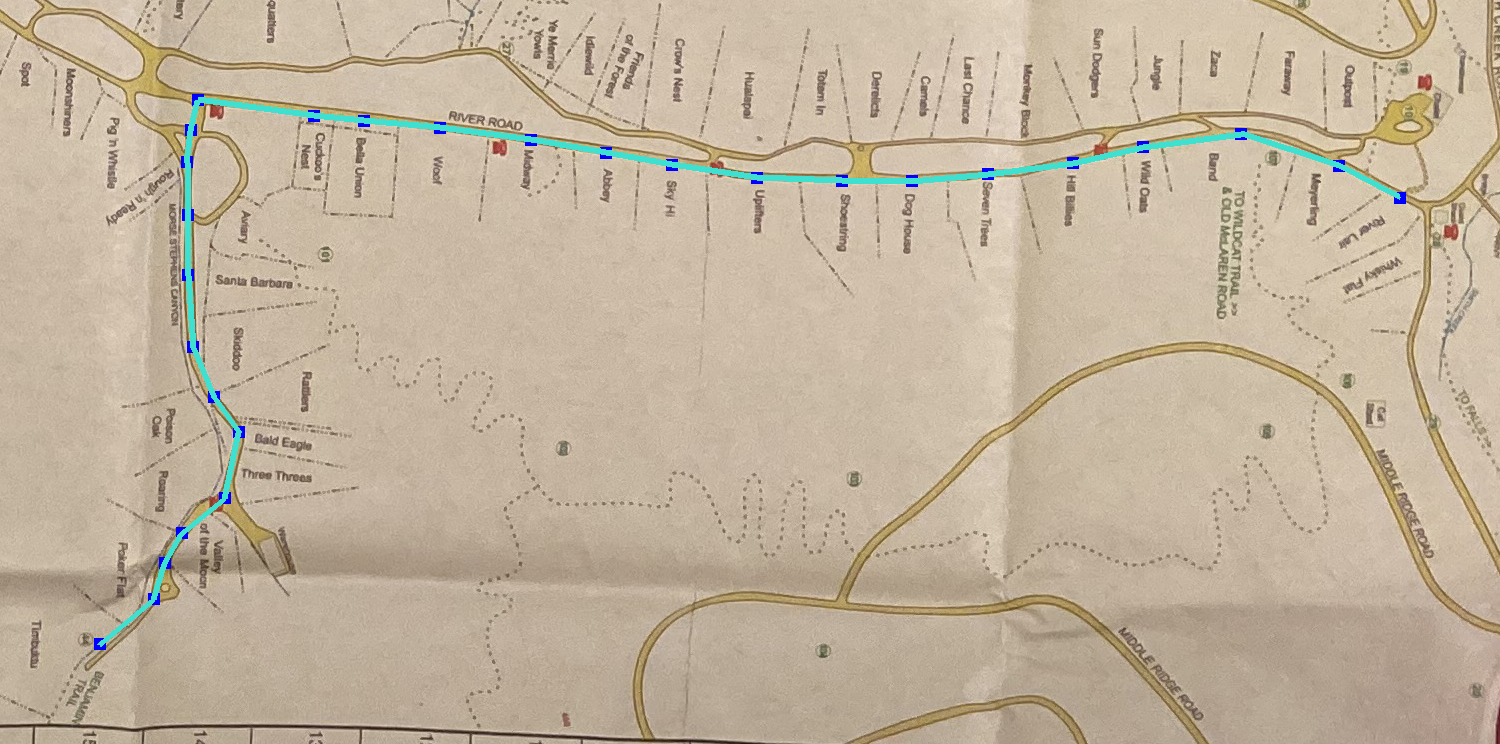 quatters
Spot
Moonshiners
Pig 'n Whistle
Rough 'n Ready
MORSE STEPHENS CANYON
Aviary
Santa Barbara
Skiddoo
Rattlers
Poison
Oak
Bald Eagle
Three Threes
Roaring
Valley
of the Moon
Poker Flat
Timbuktu
44
BENJAMIN
TRAIL
RIVER ROAD
Cuckoo's
Nest
Bella Union
Woof
Midway
Abbey
Sky Hi
Uplifters
Shoestring
Dog House
Seven Trees
Hill Billies
Wild Oats
Band
Meyerling
River Lair
Whisky Flat
27
Ye Merrie
Yowls
Idlewild
Friends
of the Forest
Crow's Nest
Hualapai
Totem In
Derelicts
Camels
Last Chance
Monkey Block
Sun Dodgers
Jungle
Zaca
Faraway
Outpost
10
101
TO WILDCAT TRAIL >>
& OLD McLAREN ROAD
TO FALLS >>
MIDDLE RIDGE ROAD
MIDDLE RIDGE ROAD
15
14
13